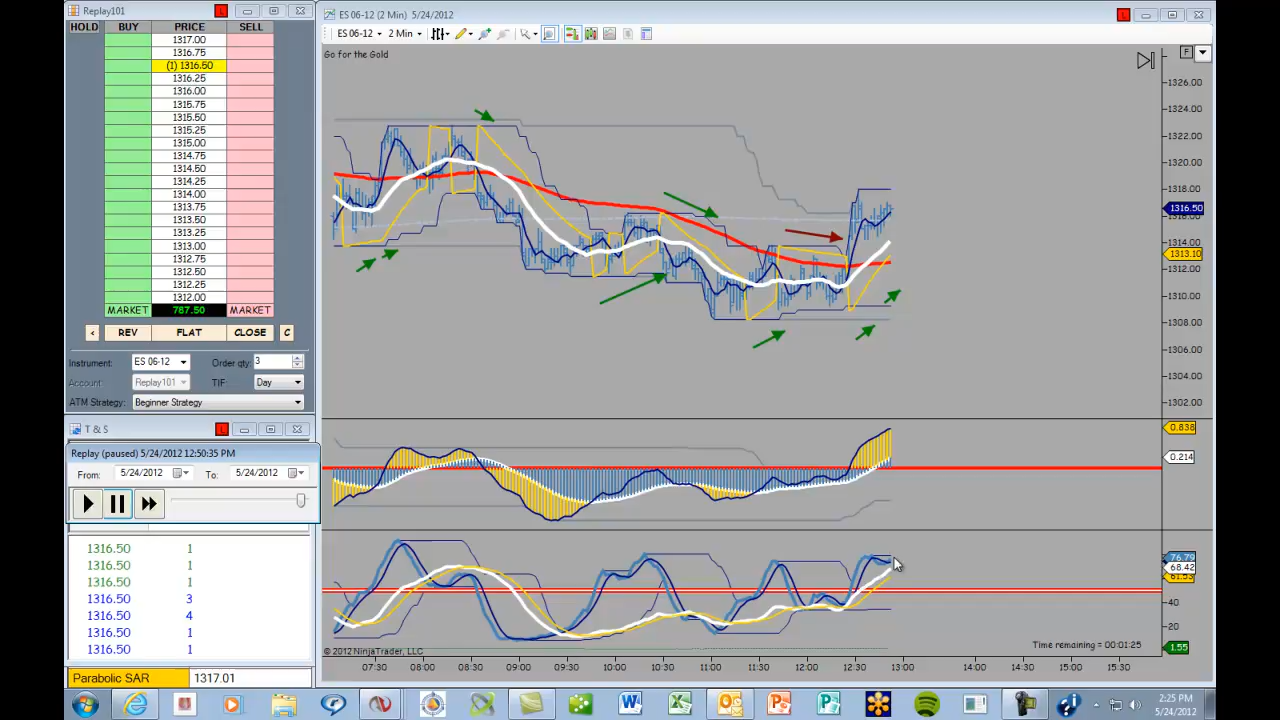 Replay101
HOLD BUY PRICE SELL
1317.00
1316.75
(1) 1316.50
1316.25
1316.00
1315.75
1315.50
1315.25
1315.00
1314.75
1314.50
1314.25
1314.00
1313.75
1313.50
1313.25
1313.00
1312.75
1312.50
1312.25
1312.00
MARKET 787.50 MARKET
< REV FLAT CLOSE C
Instrument: ES 06-12 Order qty: 3
Account: Replay101 TIF: Day
ATM Strategy: Beginner Strategy
T & S
Replay (paused) 5/24/2012 12:50:35 PM
From: 5/24/2012 To: 5/24/2012
1316.50 1
1316.50 1
1316.50 1
1316.50 3
1316.50 4
1316.50 1
1316.50 1
Parabolic SAR 1317.01
ES 06-12 (2 Min) 5/24/2012
ES 06-12 2 Min
Go for the Gold
F
1326.00
1324.00
1322.00
1320.00
1318.00
1316.50
1316.00
1314.00
1313.10
1312.00
1310.00
1308.00
1306.00
1304.00
1302.00
0.838
0.214
76.79
68.42
61.53
40
20
1.55
Time remaining = 00:01:25
© 2012 NinjaTrader, LLC
07:30 08:00 08:30 09:00 09:30 10:00 10:30 11:00 11:30 12:00 12:30 13:00 14:00 14:30 15:00 15:30
2:25 PM
5/24/2012